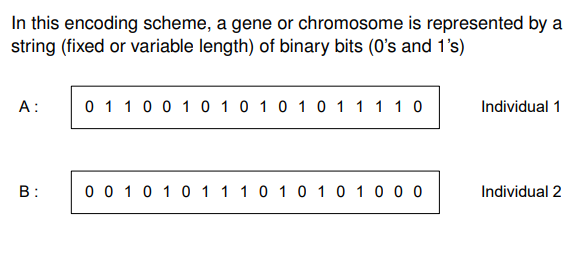 In this encoding scheme, a gene or chromosome is represented by a
string (fixed or variable length) of binary bits (0's and 1's)
A : 0 1 1 0 0 1 0 1 0 1 0 1 0 1 1 1 1 0 Individual 1
B : 0 0 1 0 1 0 1 1 1 0 1 0 1 0 1 0 0 0 Individual 2